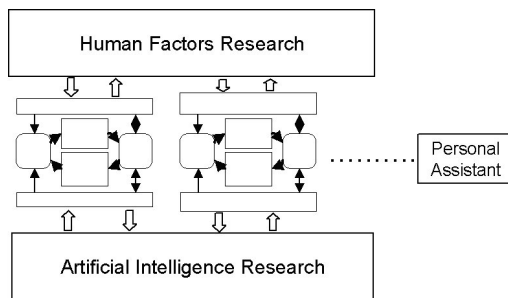 Human Factors Research
Personal
Assistant
Artificial Intelligence Research